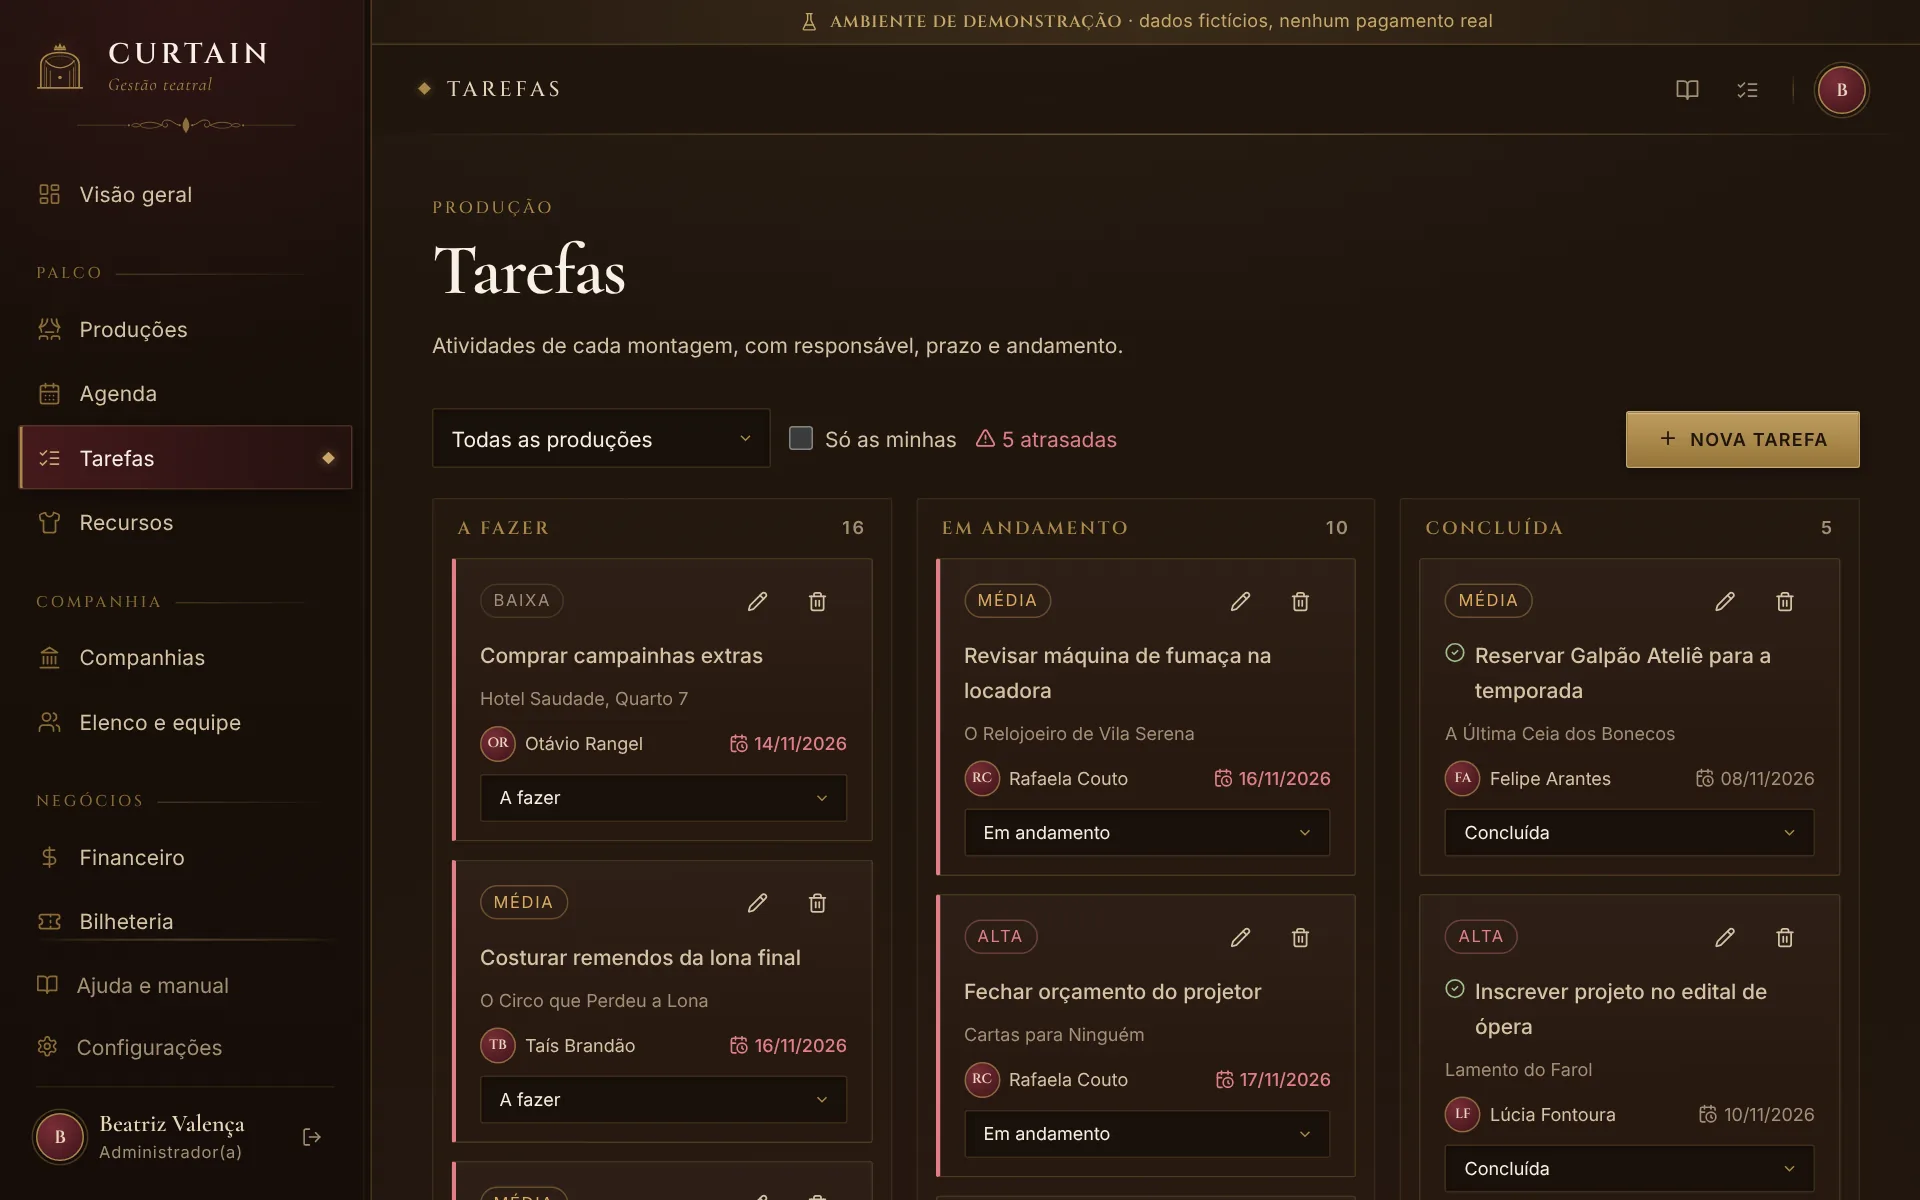 CURTAIN
Gestão teatral
Visão geral
PALCO
Produções
Agenda
Tarefas
Recursos
COMPANHIA
Companhias
Elenco e equipe
NEGÓCIOS
Financeiro
Bilheteria
Ajuda e manual
Configurações
B
Beatriz Valença
Administrador(a)
AMBIENTE DE DEMONSTRAÇÃO · dados fictícios, nenhum pagamento real
TAREFAS
B
PRODUÇÃO
Tarefas
Atividades de cada montagem, com responsável, prazo e andamento.
Todas as produções
Só as minhas
5 atrasadas
+ NOVA TAREFA
A FAZER 16
BAIXA
Comprar campainhas extras
Hotel Saudade, Quarto 7
OR Otávio Rangel 14/11/2026
A fazer
MÉDIA
Costurar remendos da lona final
O Circo que Perdeu a Lona
TB Taís Brandão 16/11/2026
A fazer
MÉDIA
EM ANDAMENTO 10
MÉDIA
Revisar máquina de fumaça na
locadora
O Relojoeiro de Vila Serena
RC Rafaela Couto 16/11/2026
Em andamento
ALTA
Fechar orçamento do projetor
Cartas para Ninguém
RC Rafaela Couto 17/11/2026
Em andamento
CONCLUÍDA 5
MÉDIA
Reservar Galpão Ateliê para a
temporada
A Última Ceia dos Bonecos
FA Felipe Arantes 08/11/2026
Concluída
ALTA
Inscrever projeto no edital de
ópera
Lamento do Farol
LF Lúcia Fontoura 10/11/2026
Concluída